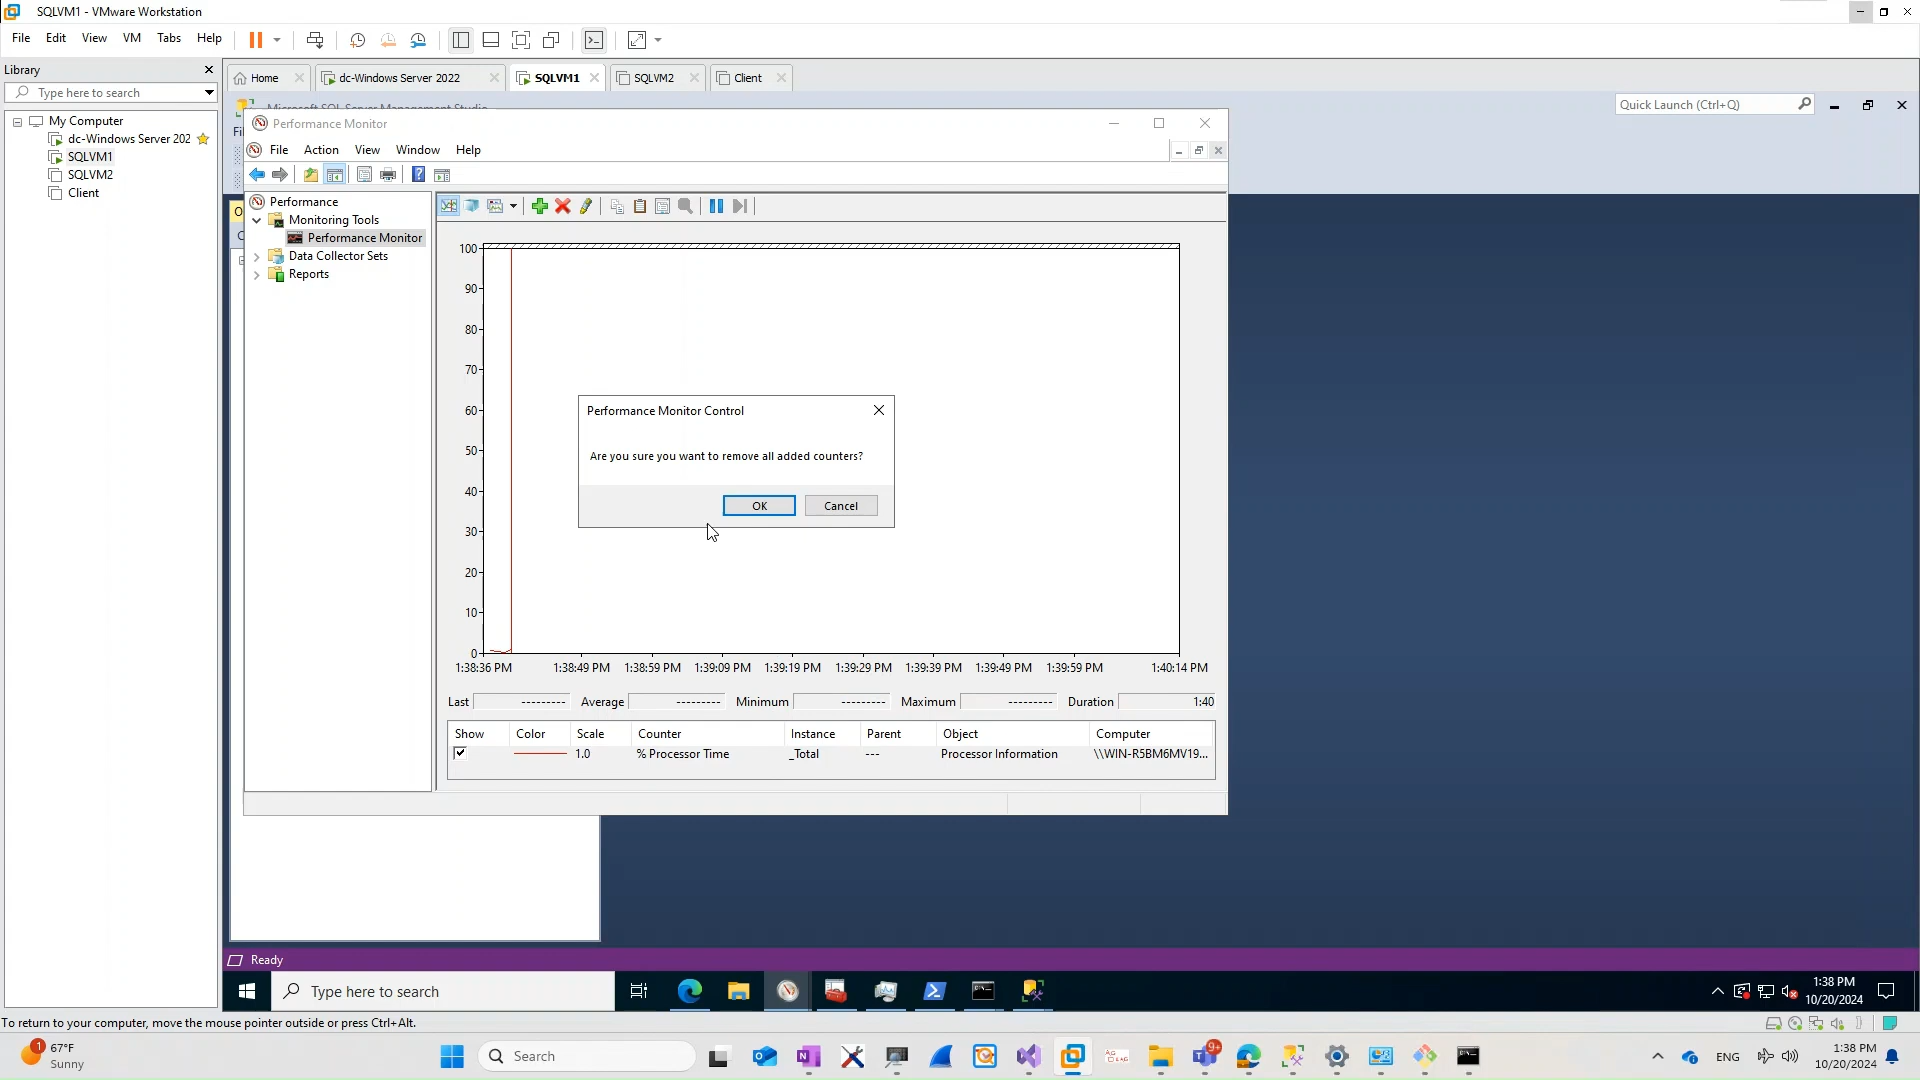 SQLVM1 - VMware Workstation
File Edit View VM Tabs Help
Library
Type here to search
My Computer
dc-Windows Server 202
SQLVM1
SQLVM2
Client
Home
dc-Windows Server 2022
SQLVM1
SQLVM2
Client
Microsoft SQL Server Management Studio
Quick Launch (Ctrl+Q)
Performance Monitor
File Action View Window Help
Performance
Monitoring Tools
Performance Monitor
Data Collector Sets
Reports
100
90
80
70
60
50
40
30
20
10
0
Performance Monitor Control
Are you sure you want to remove all added counters?
OK Cancel
1:38:36 PM 1:38:49 PM 1:38:59 PM 1:39:09 PM 1:39:19 PM 1:39:29 PM 1:39:39 PM 1:39:49 PM 1:39:59 PM 1:40:14 PM
Last --------- Average --------- Minimum --------- Maximum --------- Duration 1:40
Show Color Scale Counter Instance Parent Object Computer
1.0 % Processor Time _Total --- Processor Information \\WIN-R5BM6MV19...
Ready
Type here to search
1:38 PM
10/20/2024
To return to your computer, move the mouse pointer outside or press Ctrl+Alt.
1
67°F
Sunny
Search
9+
ENG
1:38 PM
10/20/2024